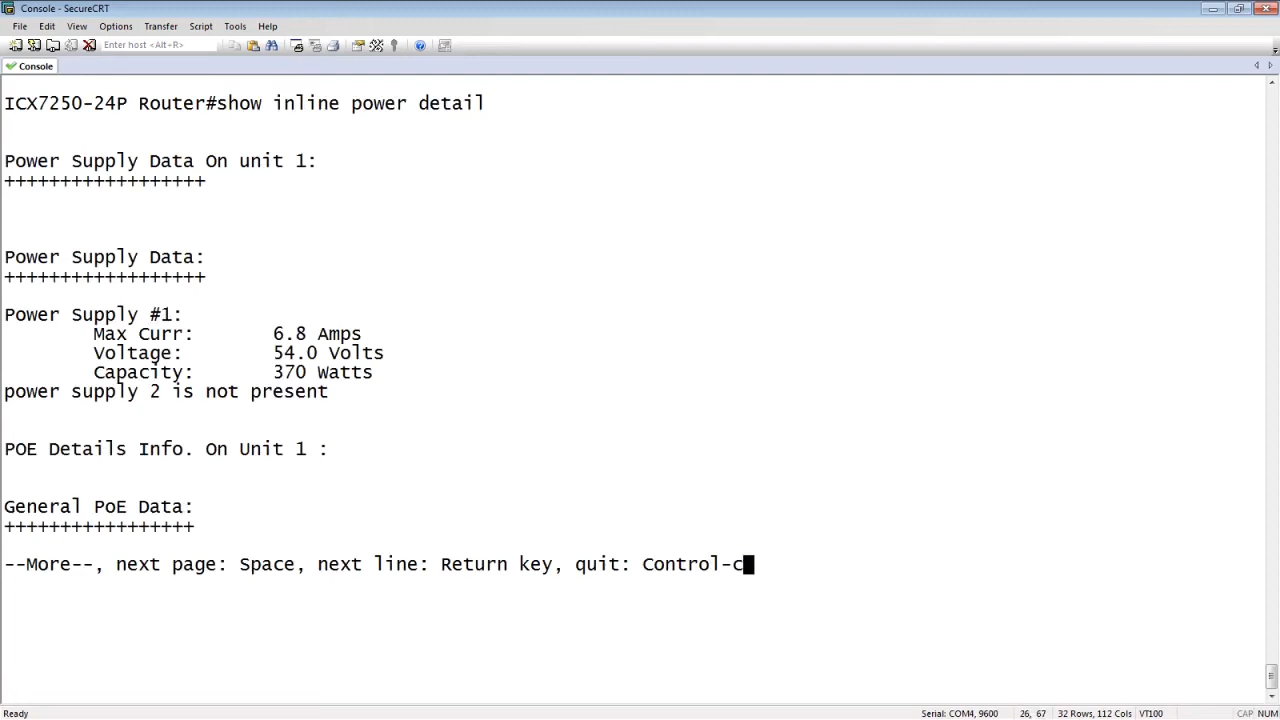 Console - SecureCRT
File Edit View Options Transfer Script Tools Help
Enter host <Alt+R>
Console
ICX7250-24P Router#show inline power detail
Power Supply Data On unit 1:
++++++++++++++++++
Power Supply Data:
++++++++++++++++++
Power Supply #1:
Max Curr: 6.8 Amps
Voltage: 54.0 Volts
Capacity: 370 Watts
power supply 2 is not present
POE Details Info. On Unit 1 :
General PoE Data:
+++++++++++++++++
--More--, next page: Space, next line: Return key, quit: Control-c
Ready Serial: COM4, 9600 26, 67 32 Rows, 112 Cols VT100 CAP NUM